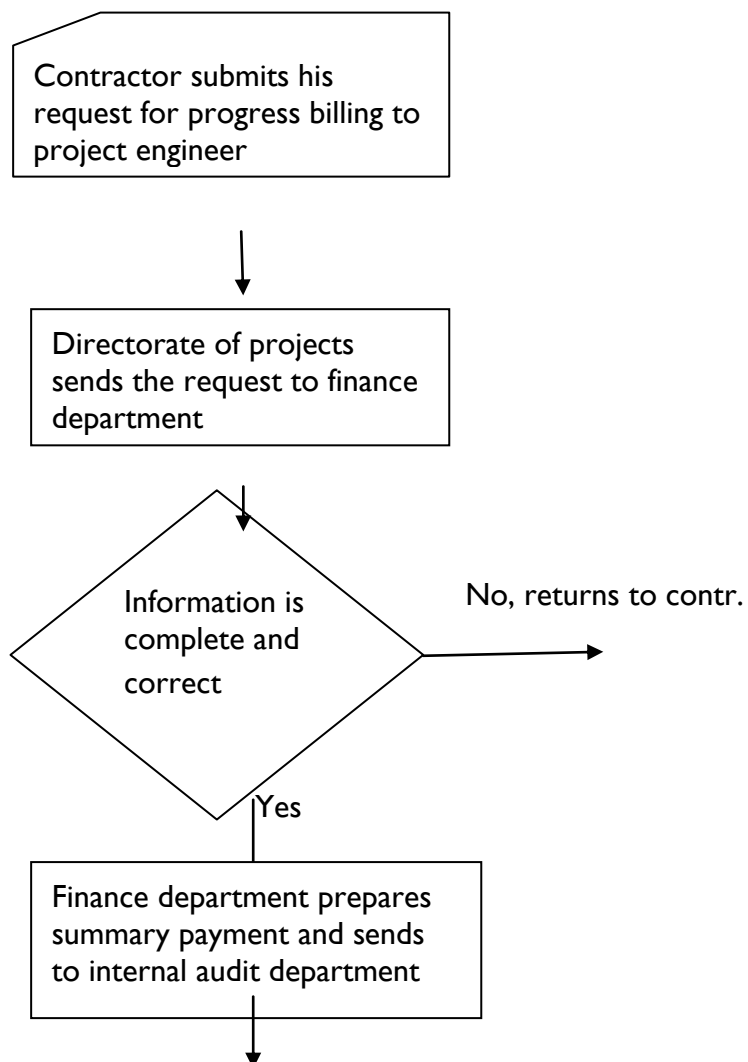 Contractor submits his
request for progress billing to
project engineer
Directorate of projects
sends the request to finance
department
Information is
complete and
correct
No, returns to contr.
Yes
Finance department prepares
summary payment and sends
to internal audit department